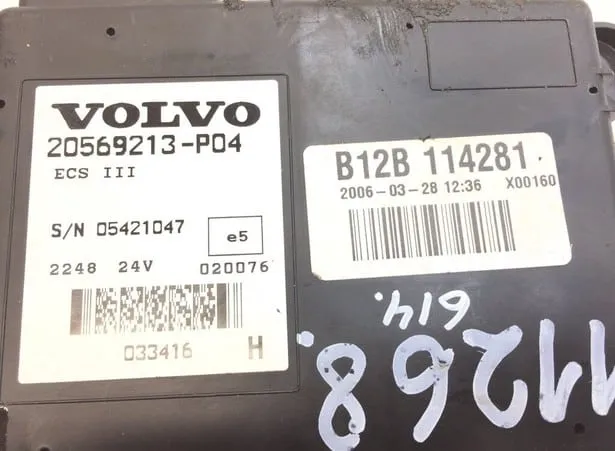 VOLVO
20569213-P04
ECS III
S/N 05421047
e5
2248 24V 020076
033416 H
B12B 114281
2006-03-28 12:36 X00160
614.
11268.